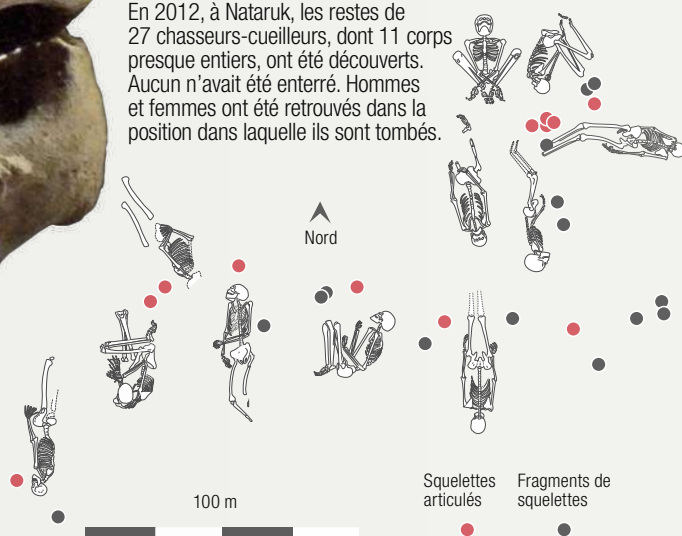 En 2012, à Nataruk, les restes de
27 chasseurs-cueilleurs, dont 11 corps
presque entiers, ont été découverts.
Aucun n’avait été enterré. Hommes
et femmes ont été retrouvés dans la
position dans laquelle ils sont tombés.
Nord
100 m
Squelettes
articulés
Fragments de
squelettes